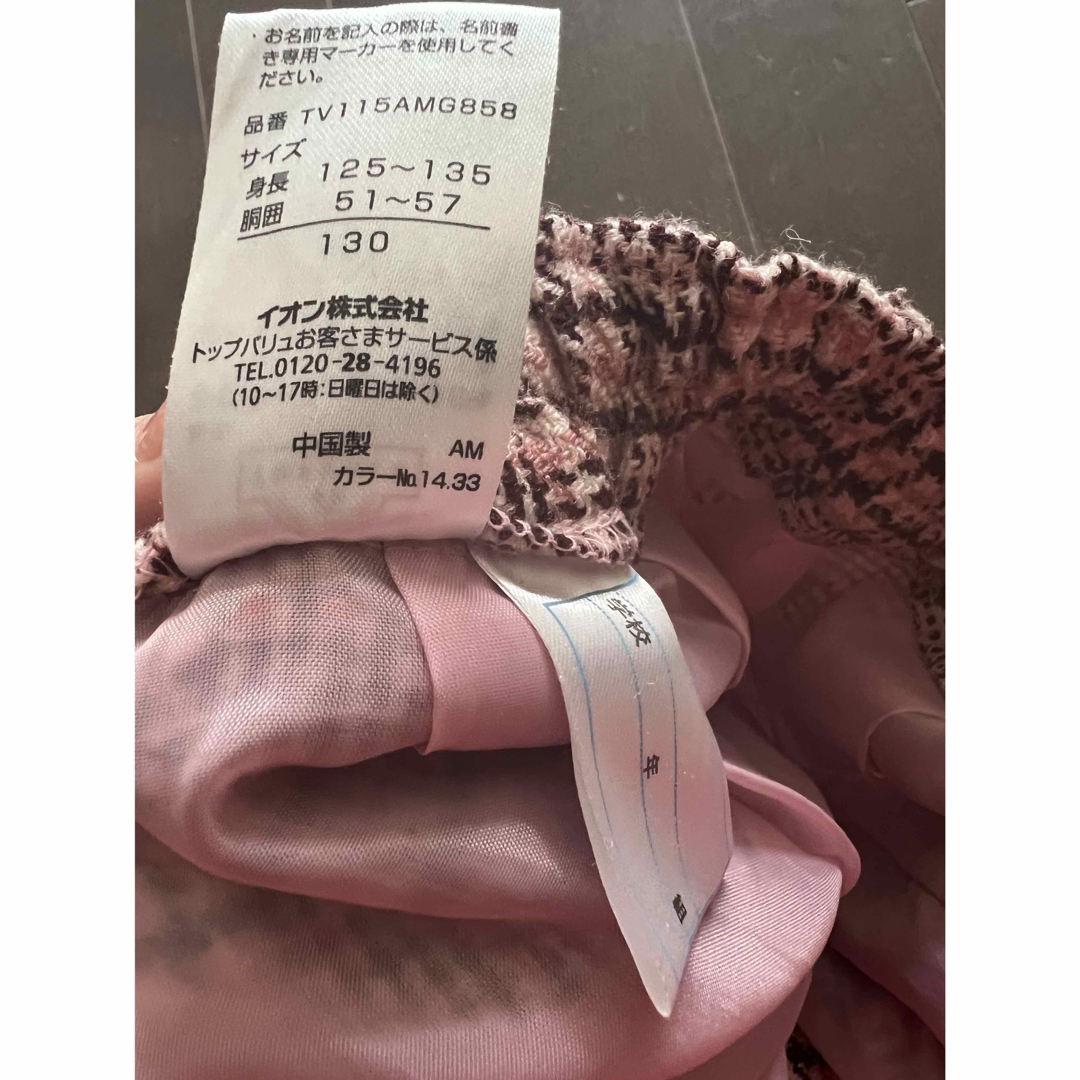 ・お名前を記入の際は、名前書
き専用マーカーを使用してく
ださい。
品番 TV115AMG858
サイズ
身長 125～135
胴囲 51～57
130
イオン株式会社
トップバリュお客さまサービス係
TEL.0120-28-4196
(10～17時:日曜日は除く)
中国製 AM
カラーNo.14.33
学校
年
組